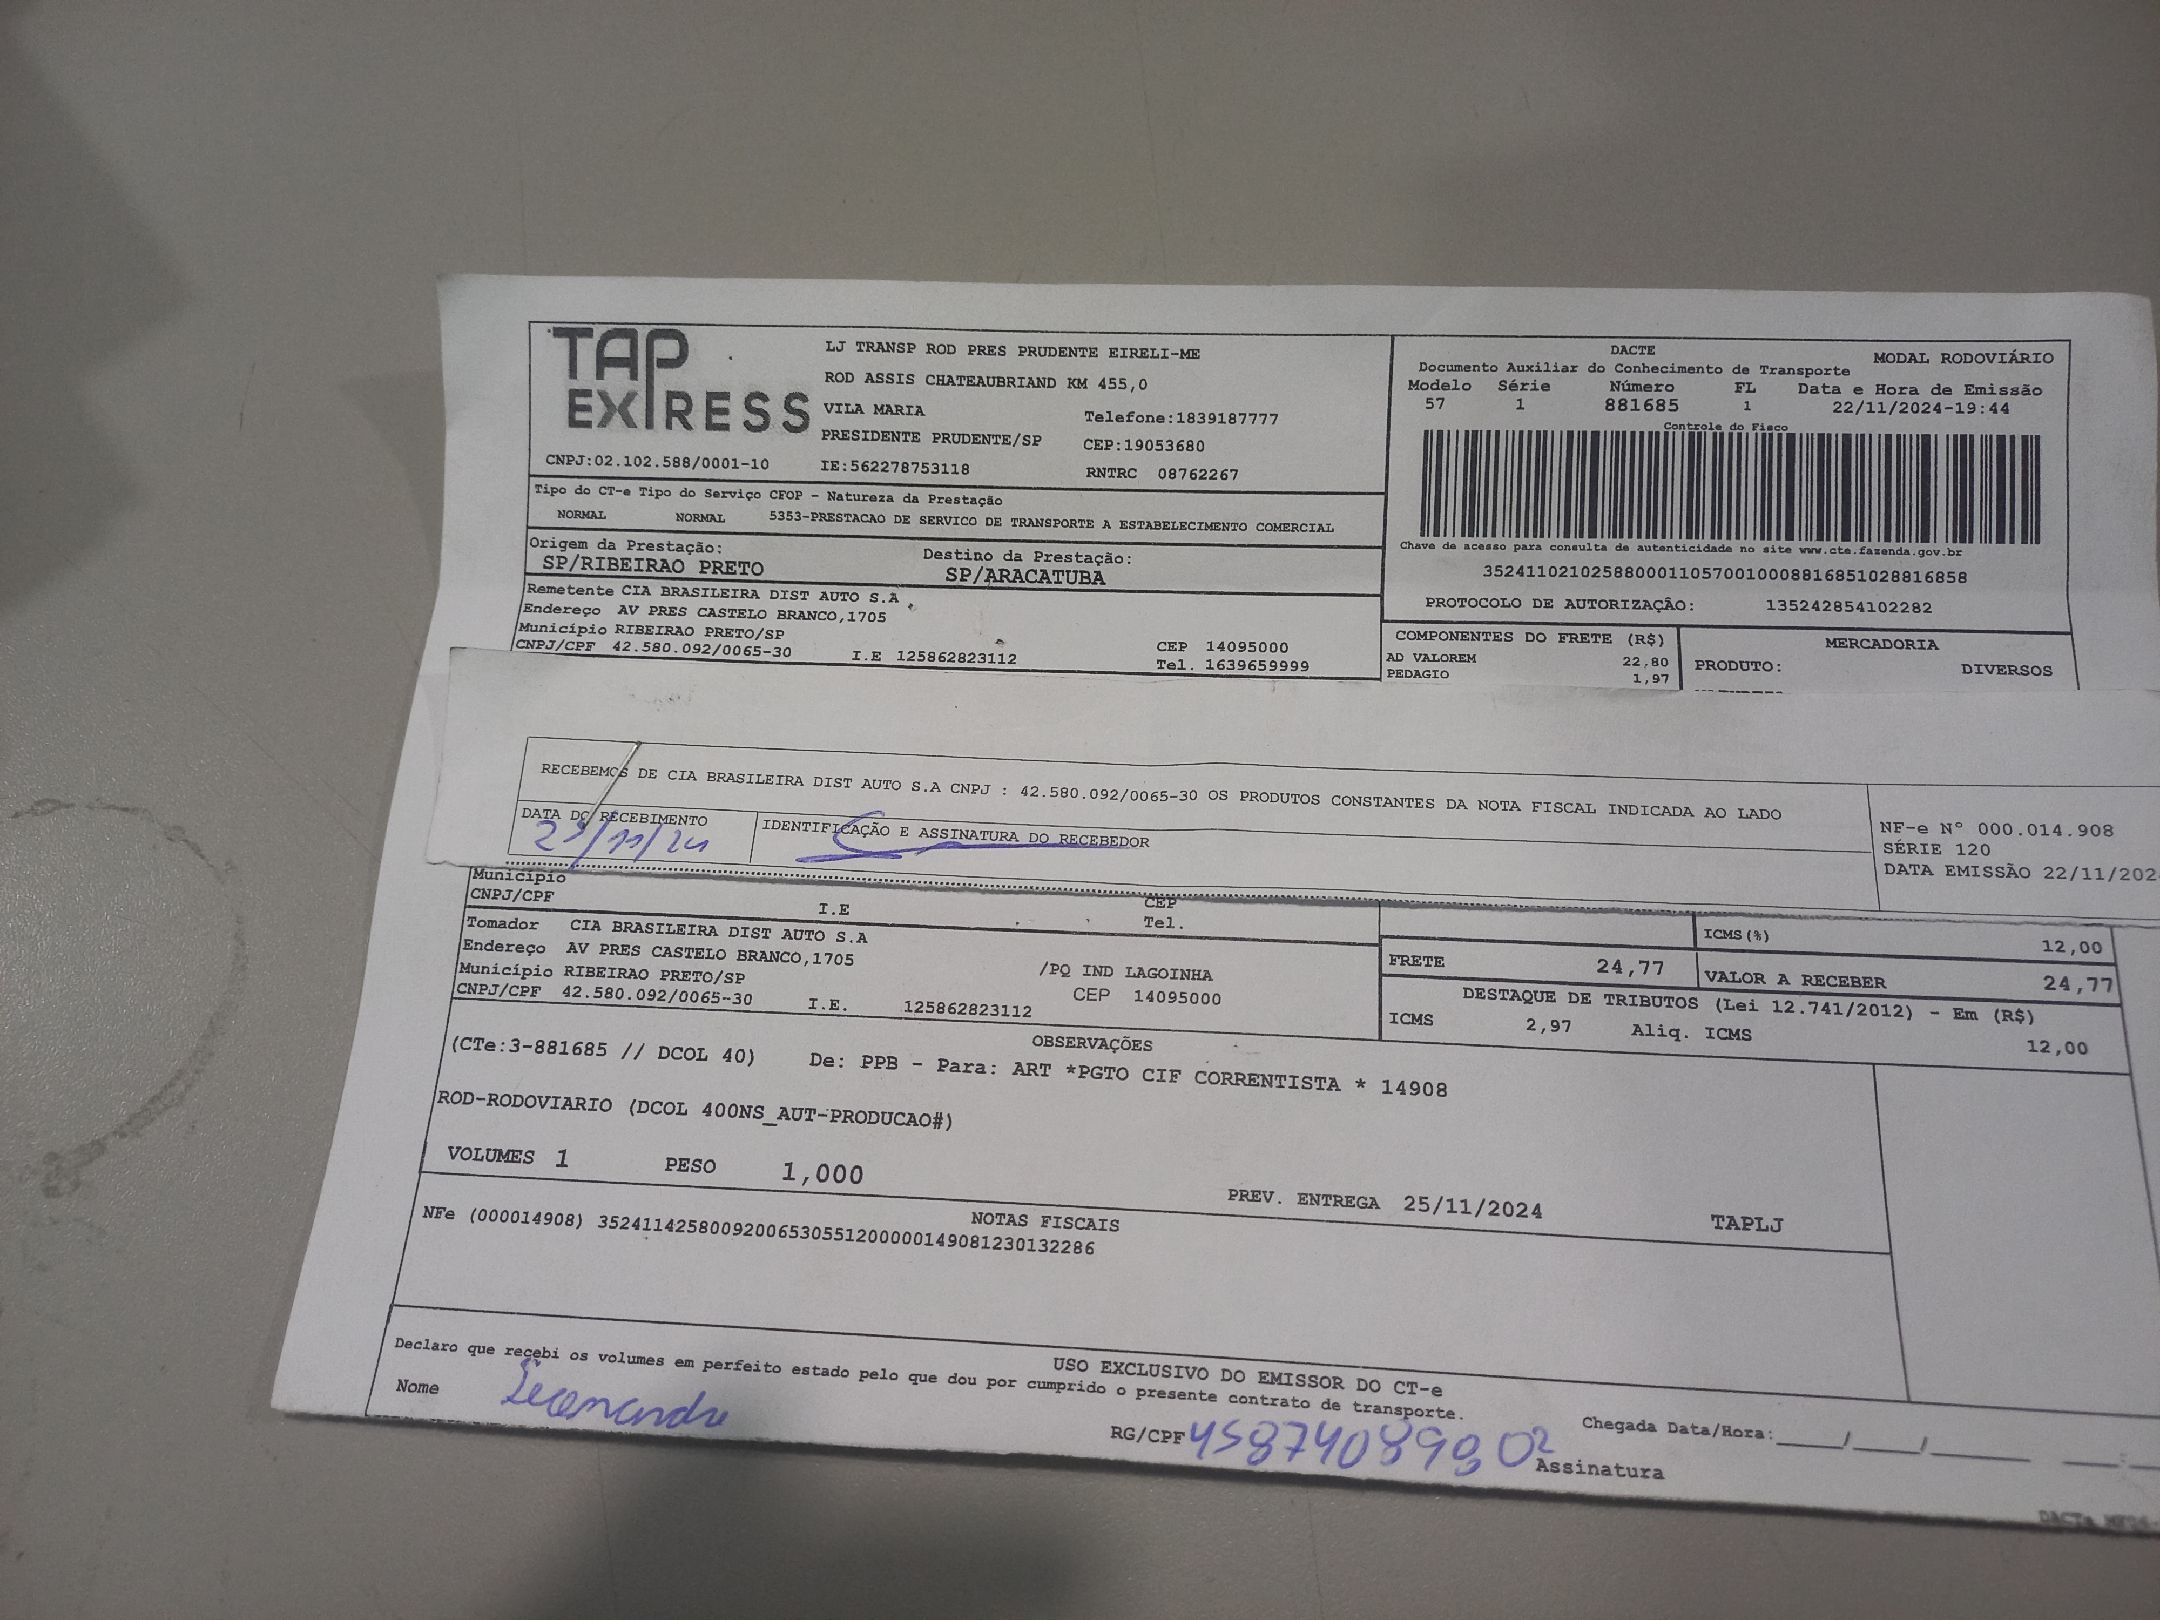 TAP EXPRESS
LJ TRANSP ROD PRES PRUDENTE EIRELI-ME
ROD ASSIS CHATEAUBRIAND KM 455,0
VILA MARIA Telefone:1839187777
PRESIDENTE PRUDENTE/SP CEP:19053680
CNPJ:02.102.588/0001-10 IE:562278753118 RNTRC 08762267
DACTE MODAL RODOVIÁRIO
Documento Auxiliar do Conhecimento de Transporte
Modelo Série Número FL Data e Hora de Emissão
57 1 881685 1 22/11/2024-19:44
Controle do Fisco
Chave de acesso para consulta de autenticidade no site www.cte.fazenda.gov.br
35241102102588000110570010008816851028816858
PROTOCOLO DE AUTORIZAÇÃO: 135242854102282
Tipo do CT-e Tipo do Serviço CFOP - Natureza da Prestação
NORMAL NORMAL 5353-PRESTACAO DE SERVICO DE TRANSPORTE A ESTABELECIMENTO COMERCIAL
Origem da Prestação: Destino da Prestação:
SP/RIBEIRAO PRETO SP/ARACATUBA
Remetente CIA BRASILEIRA DIST AUTO S.A
Endereço AV PRES CASTELO BRANCO,1705
Município RIBEIRAO PRETO/SP CEP 14095000
CNPJ/CPF 42.580.092/0065-30 I.E 125862823112 Tel. 1639659999
COMPONENTES DO FRETE (R$) MERCADORIA
AD VALOREM 22,80 PRODUTO: DIVERSOS
PEDAGIO 1,97
RECEBEMOS DE CIA BRASILEIRA DIST AUTO S.A CNPJ : 42.580.092/0065-30 OS PRODUTOS CONSTANTES DA NOTA FISCAL INDICADA AO LADO
DATA DO RECEBIMENTO IDENTIFICAÇÃO E ASSINATURA DO RECEBEDOR
NF-e N° 000.014.908
SÉRIE 120
DATA EMISSÃO 22/11/202
Município CEP
CNPJ/CPF I.E Tel.
Tomador CIA BRASILEIRA DIST AUTO S.A
Endereço AV PRES CASTELO BRANCO,1705 /PQ IND LAGOINHA
Município RIBEIRAO PRETO/SP CEP 14095000
CNPJ/CPF 42.580.092/0065-30 I.E. 125862823112
ICMS(%) 12,00
FRETE 24,77 VALOR A RECEBER 24,77
DESTAQUE DE TRIBUTOS (Lei 12.741/2012) - Em (R$)
ICMS 2,97 Aliq. ICMS 12,00
OBSERVAÇÕES
(CTe:3-881685 // DCOL 40) De: PPB - Para: ART *PGTO CIF CORRENTISTA * 14908
ROD-RODOVIARIO (DCOL 400NS_AUT-PRODUCAO#)
VOLUMES 1 PESO 1,000 PREV. ENTREGA 25/11/2024 TAPLJ
NOTAS FISCAIS
NFe (000014908) 35241142580092006530551200000149081230132286
USO EXCLUSIVO DO EMISSOR DO CT-e
Declaro que recebi os volumes em perfeito estado pelo que dou por cumprido o presente contrato de transporte.
Nome RG/CPF Assinatura
Chegada Data/Hora:____/____/______ __:__